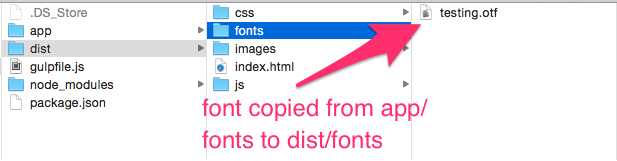 .DS_Store
app
dist
gulpfile.js
node_modules
package.json
css
fonts
images
index.html
js
testing.otf
font copied from app/
fonts to dist/fonts